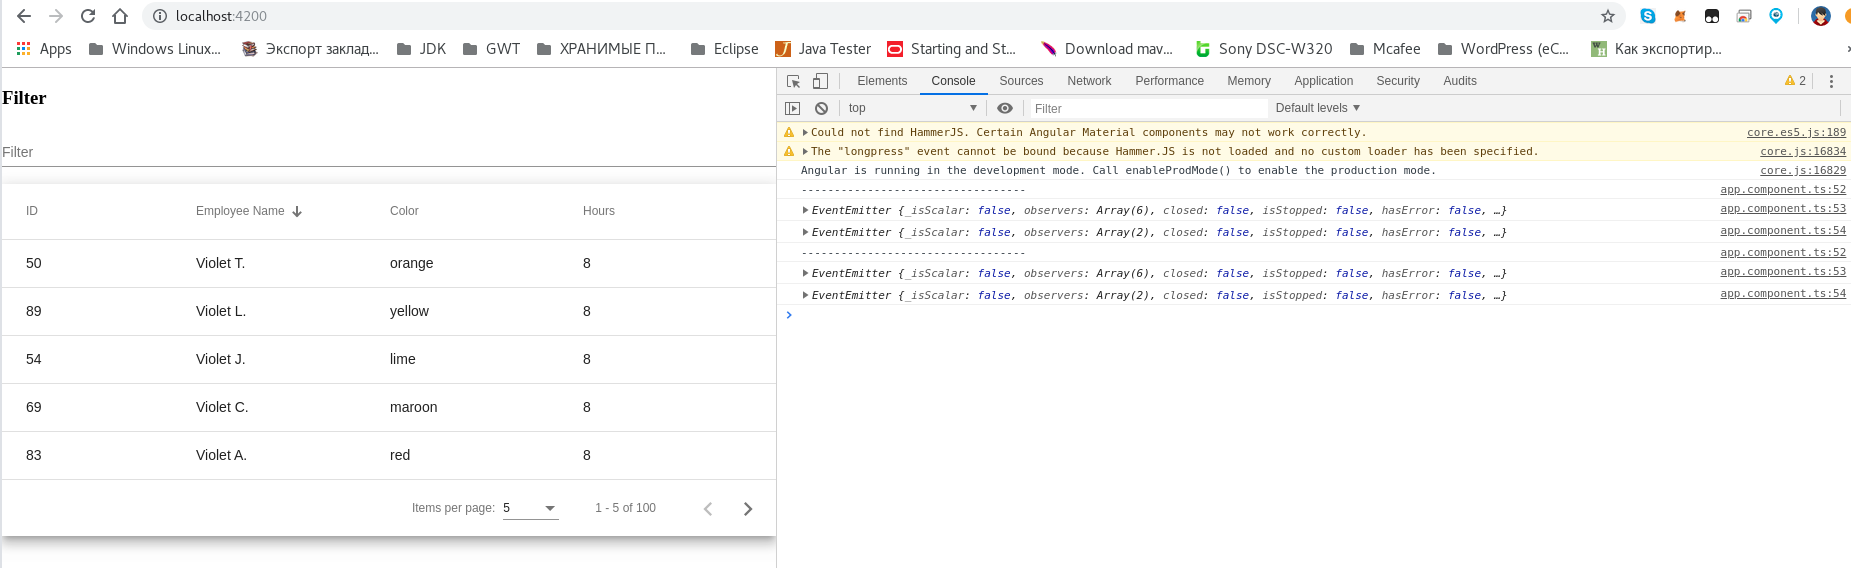 localhost:4200
Apps Windows Linux... Экспорт заклад... JDK GWT ХРАНИМЫЕ П... Eclipse Java Tester Starting and St... Download mav... Sony DSC-W320 Mcafee WordPress (eC... Как экспортир...
Filter
Filter
ID Employee Name Color Hours
50 Violet T. orange 8
89 Violet L. yellow 8
54 Violet J. lime 8
69 Violet C. maroon 8
83 Violet A. red 8
Items per page: 5 1 - 5 of 100
Elements Console Sources Network Performance Memory Application Security Audits 2
top Filter Default levels
Could not find HammerJS. Certain Angular Material components may not work correctly. core.es5.js:189
The "longpress" event cannot be bound because Hammer.JS is not loaded and no custom loader has been specified. core.js:16834
Angular is running in the development mode. Call enableProdMode() to enable the production mode. core.js:16829
---------------------------------- app.component.ts:52
EventEmitter {_isScalar: false, observers: Array(6), closed: false, isStopped: false, hasError: false, …} app.component.ts:53
EventEmitter {_isScalar: false, observers: Array(2), closed: false, isStopped: false, hasError: false, …} app.component.ts:54
---------------------------------- app.component.ts:52
EventEmitter {_isScalar: false, observers: Array(6), closed: false, isStopped: false, hasError: false, …} app.component.ts:53
EventEmitter {_isScalar: false, observers: Array(2), closed: false, isStopped: false, hasError: false, …} app.component.ts:54